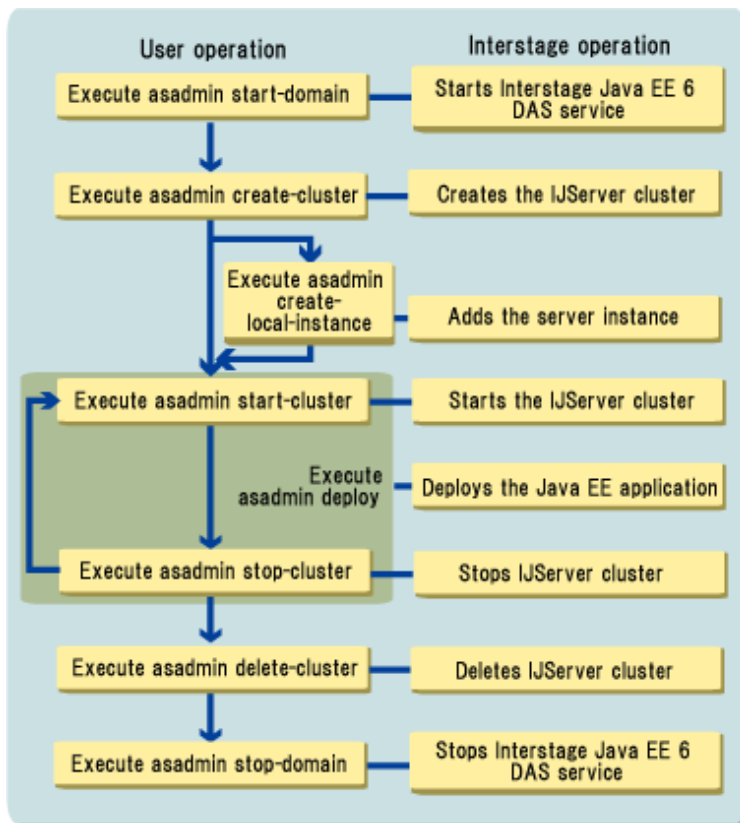 User operation
Interstage operation
Execute asadmin start-domain
Starts Interstage Java EE 6
DAS service
Execute asadmin create-cluster
Creates the IJServer cluster
Execute asadmin
create-
local-instance
Adds the server instance
Execute asadmin start-cluster
Starts the IJServer cluster
Execute
asadmin deploy
Deploys the Java EE application
Execute asadmin stop-cluster
Stops IJServer cluster
Execute asadmin delete-cluster
Deletes IJServer cluster
Execute asadmin stop-domain
Stops Interstage Java EE 6
DAS service